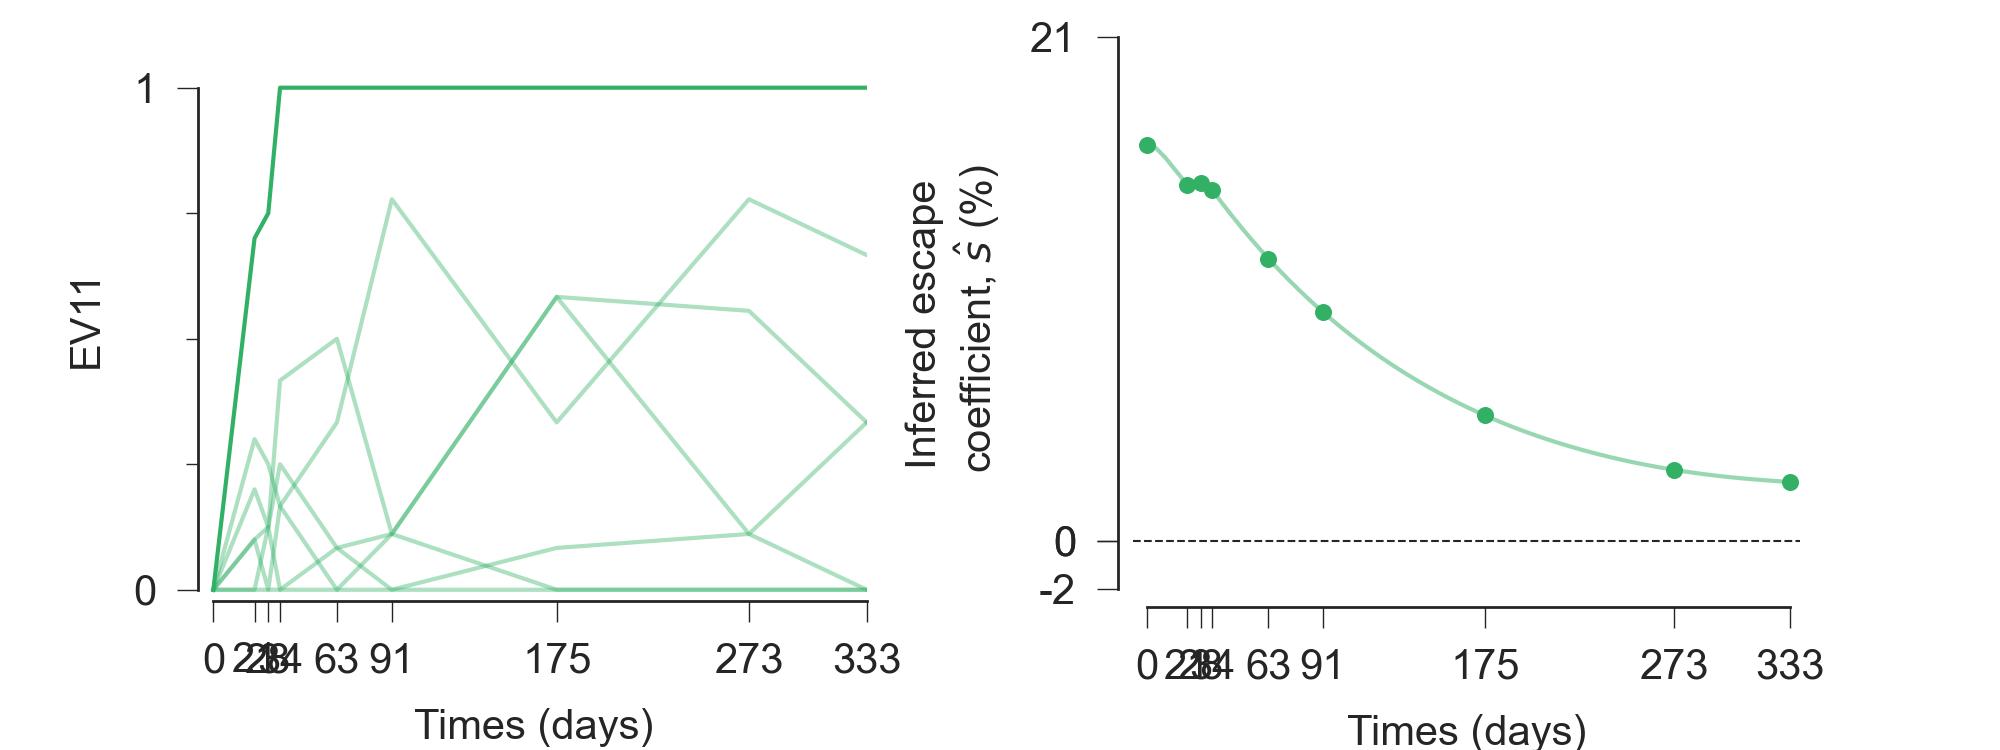 EV11
1
0
0 63 91 175 273 333
Times (days)
Inferred escape
coefficient, ŝ (%)
21
0
-2
0 63 91 175 273 333
Times (days)